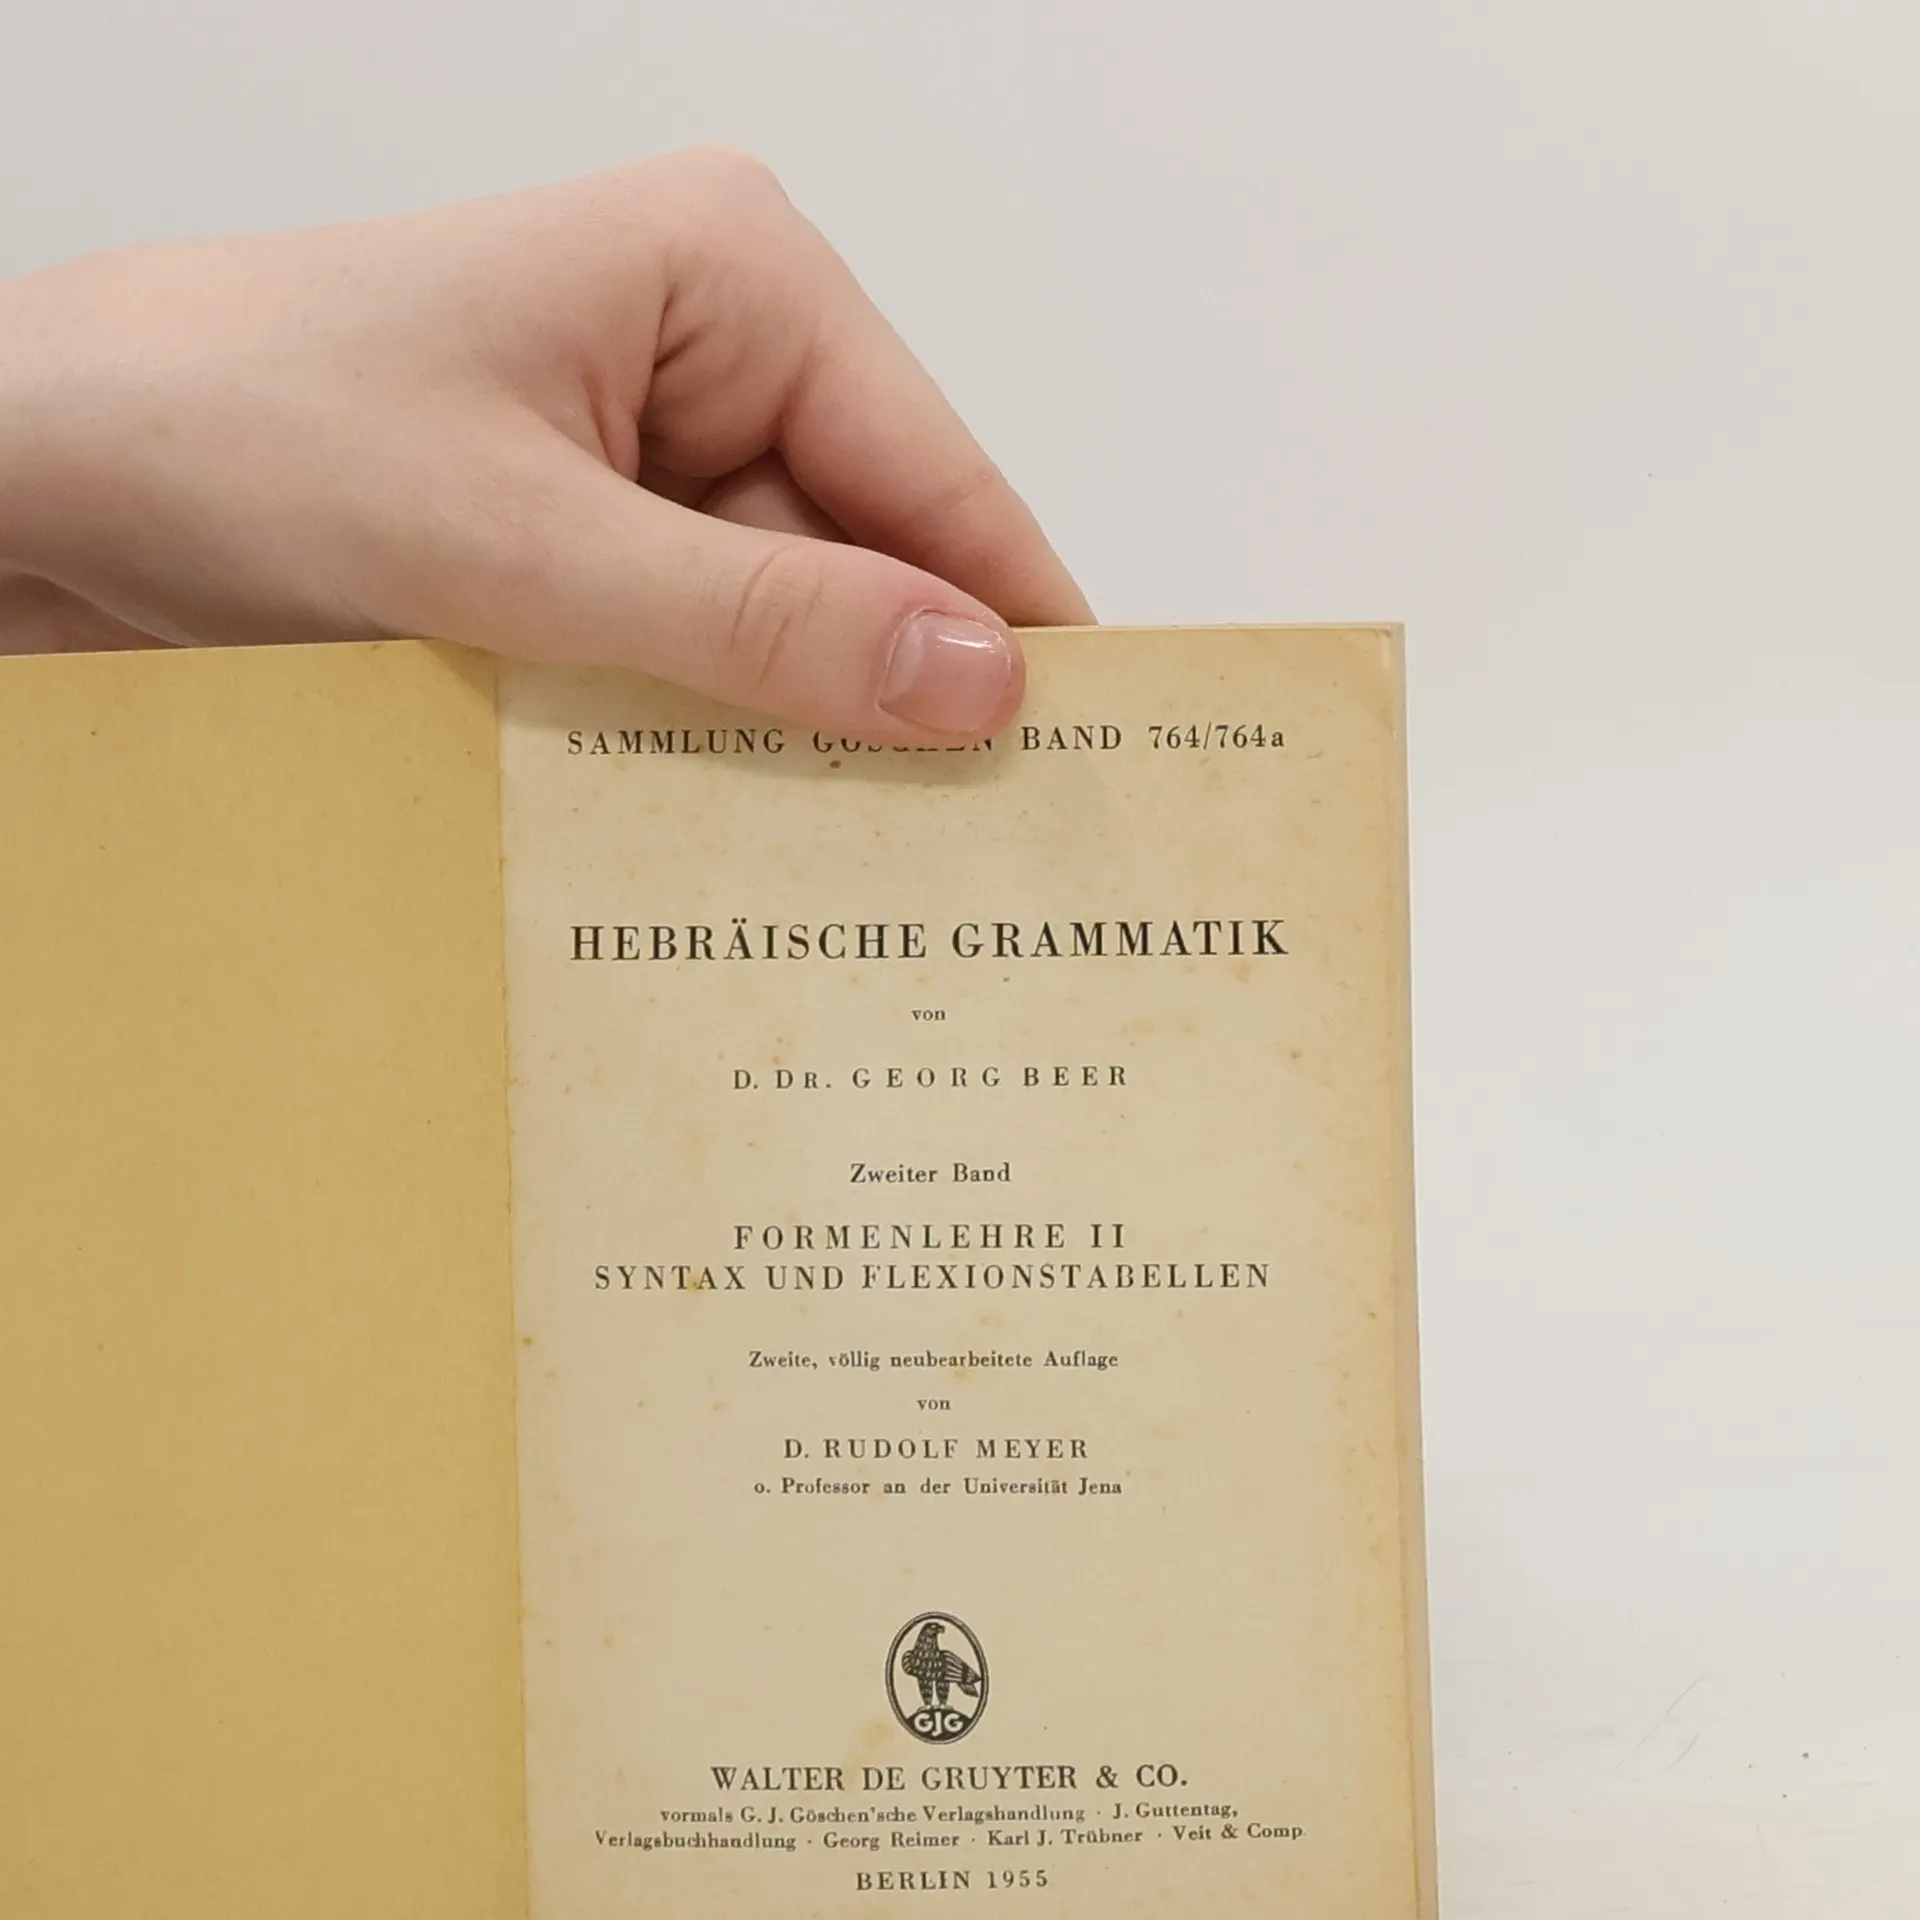 SAMMLUNG GÖSCHEN BAND 764/764a
HEBRÄISCHE GRAMMATIK
von
D. DR. GEORG BEER
Zweiter Band
FORMENLEHRE II
SYNTAX UND FLEXIONSTABELLEN
Zweite, völlig neubearbeitete Auflage
von
D. RUDOLF MEYER
o. Professor an der Universität Jena
GJG
WALTER DE GRUYTER & CO.
vormals G. J. Göschen'sche Verlagshandlung · J. Guttentag,
Verlagsbuchhandlung · Georg Reimer · Karl J. Trübner · Veit & Comp.
BERLIN 1955